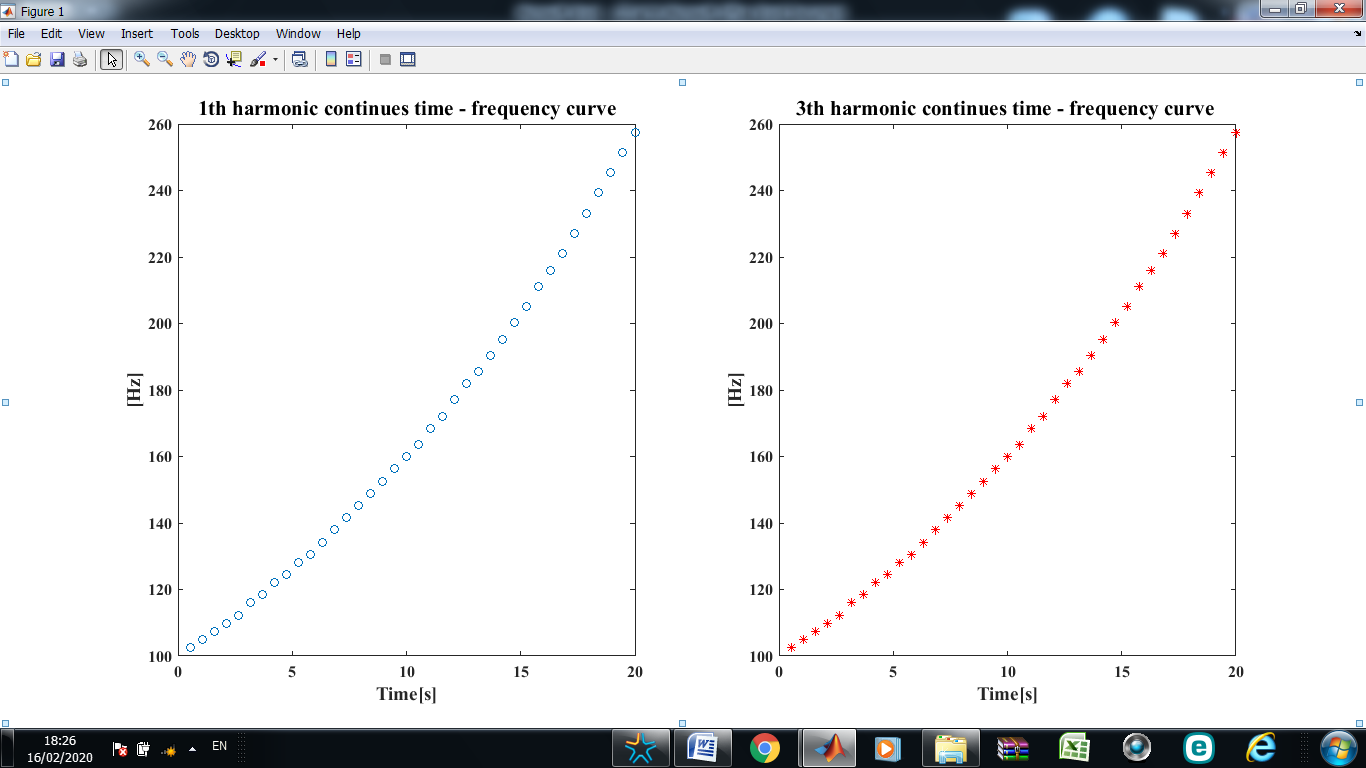 Figure 1
File Edit View Insert Tools Desktop Window Help
1th harmonic continues time - frequency curve
260
240
220
200
180
160
140
120
100
[Hz]
0 5 10 15 20
Time[s]
3th harmonic continues time - frequency curve
260
240
220
200
180
160
140
120
100
[Hz]
0 5 10 15 20
Time[s]
18:26
16/02/2020
EN